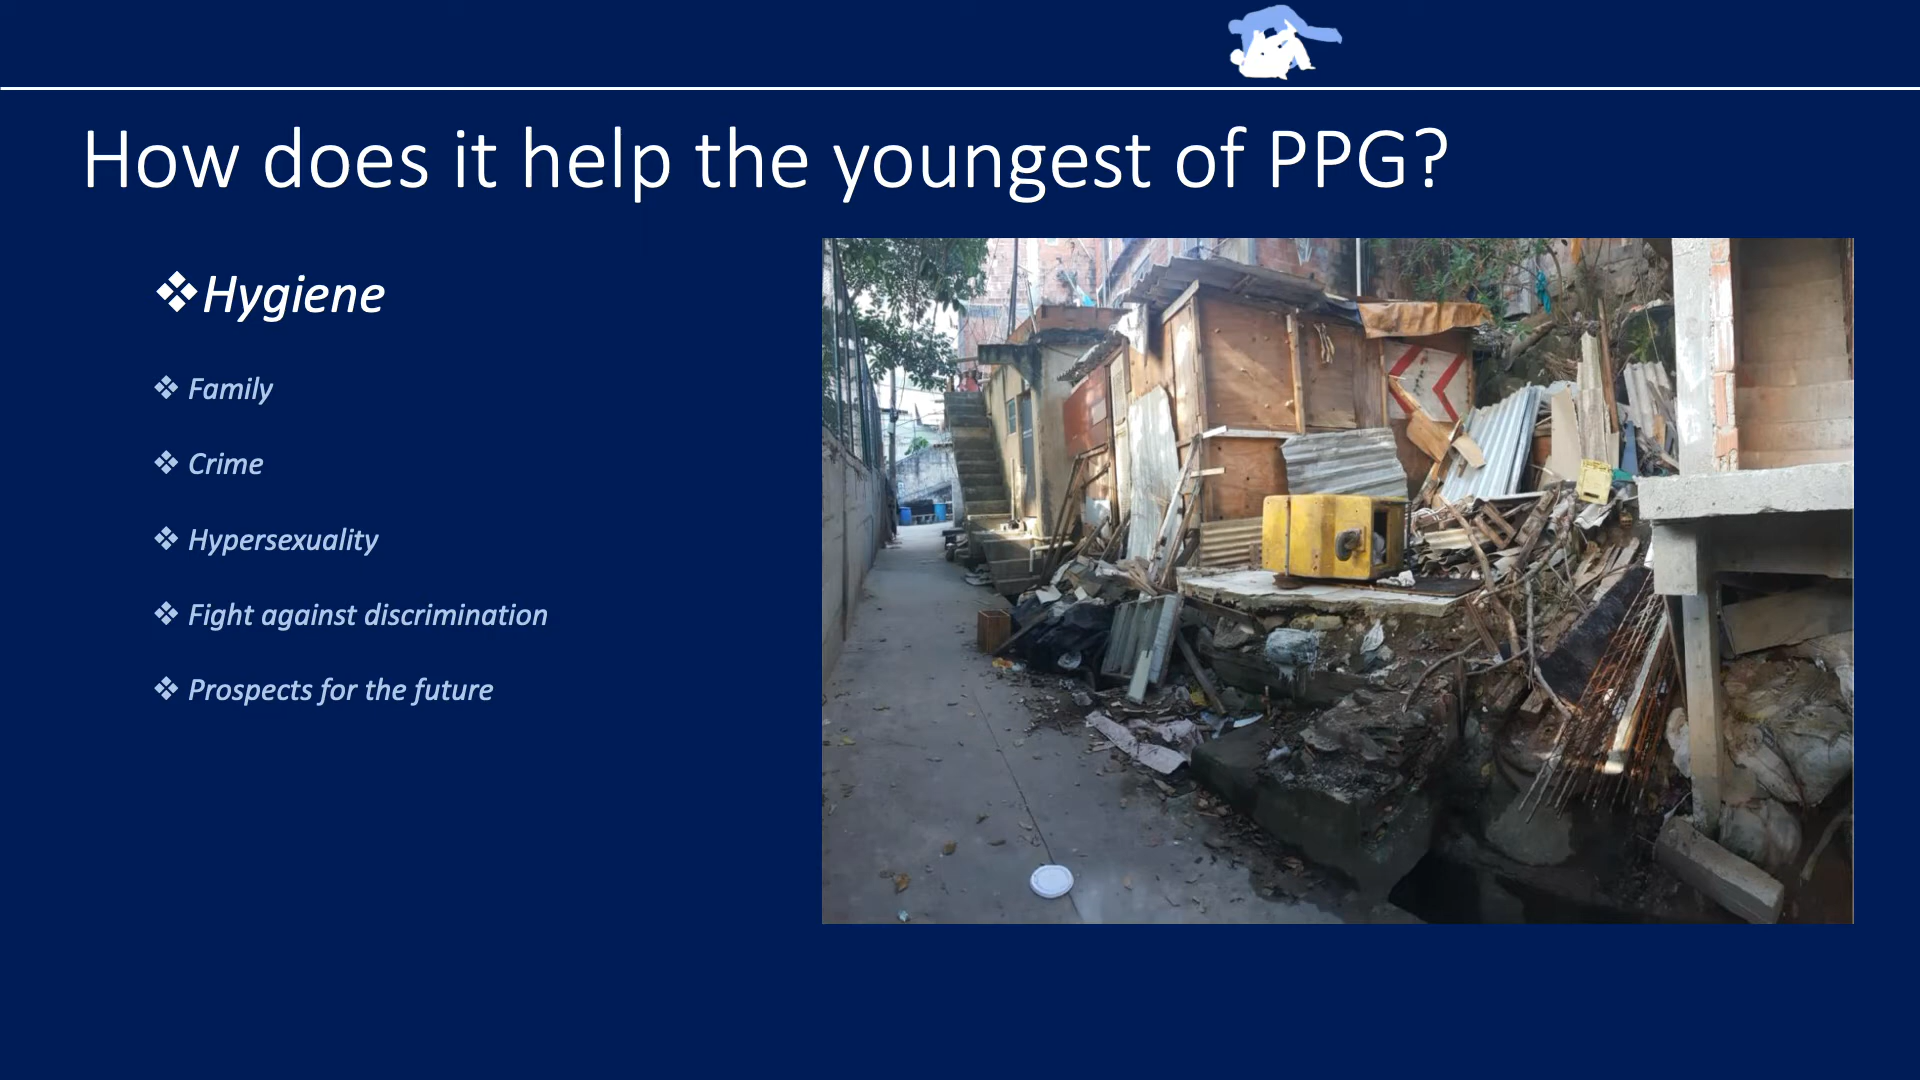 How does it help the youngest of PPG?
❖Hygiene
❖ Family
❖ Crime
❖ Hypersexuality
❖ Fight against discrimination
❖ Prospects for the future